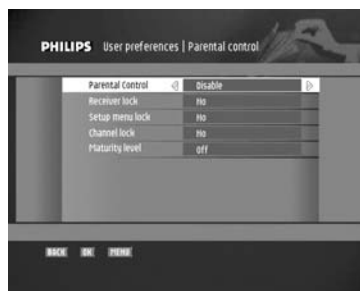 PHILIPS User preferences | Parental control
Parental Control Disable
Receiver lock No
Setup menu lock No
Channel lock No
Maturity level Off
BACK OK MENU